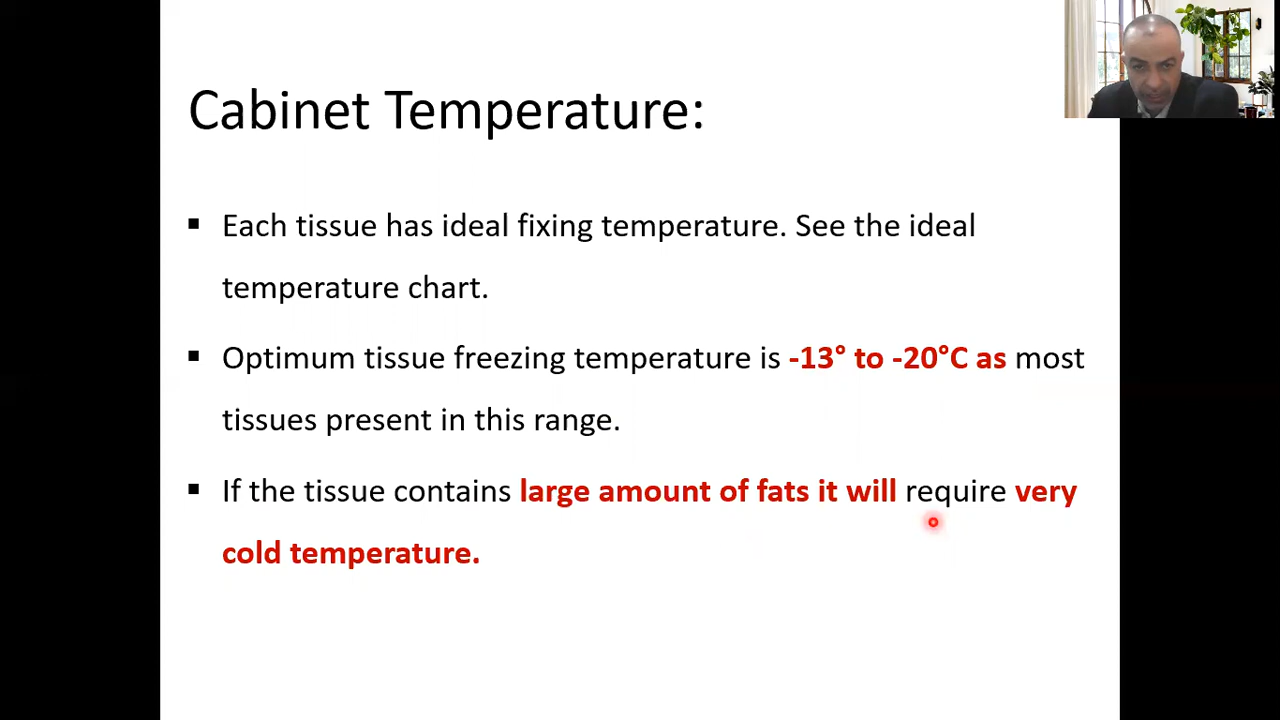 Cabinet Temperature:
▪ Each tissue has ideal fixing temperature. See the ideal
temperature chart.
▪ Optimum tissue freezing temperature is -13° to -20°C as most
tissues present in this range.
▪ If the tissue contains large amount of fats it will require very
cold temperature.